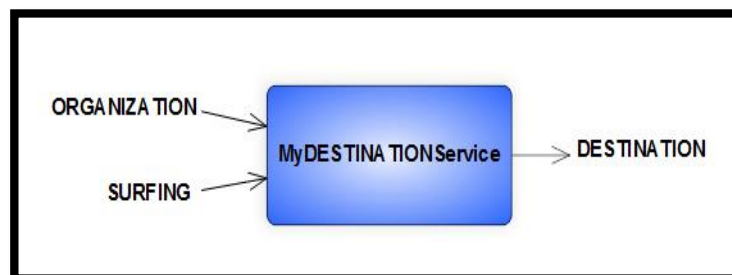 ORGANIZATION
SURFING
MyDESTINATIONService
DESTINATION